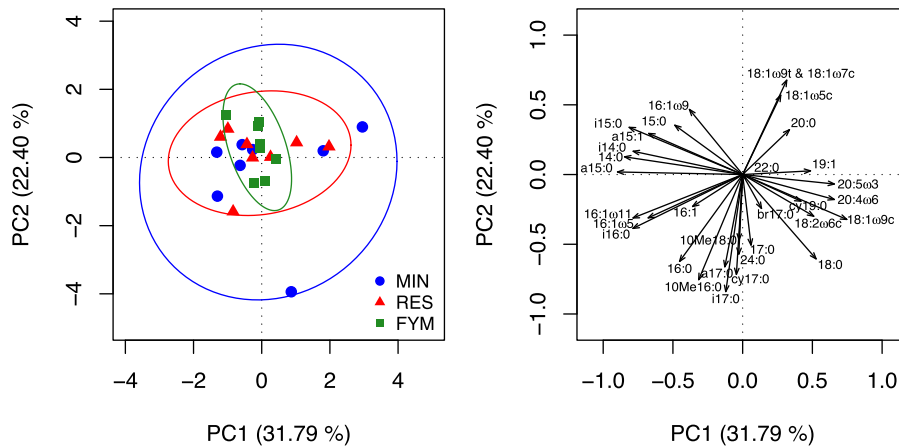 4
2
0
−2
−4
PC2 (22.40 %)
MIN
RES
FYM
−4
−2
0
2
4
PC1 (31.79 %)
1.0
0.5
0.0
−0.5
−1.0
PC2 (22.40 %)
18:1ω9t & 18:1ω7c
18:1ω5c
16:1ω9
15:0
20:0
i15:0
a15:1
i14:0
14:0
a15:0
22:0
19:1
20:5ω3
20:4ω6
cy19:0
br17:0
18:2ω6c
18:1ω9c
16:1
16:1ω11
16:1ω5
i16:0
10Me18:0
17:0
24:0
18:0
16:0
a17:0
cy17:0
10Me16:0
i17:0
−1.0
−0.5
0.0
0.5
1.0
PC1 (31.79 %)